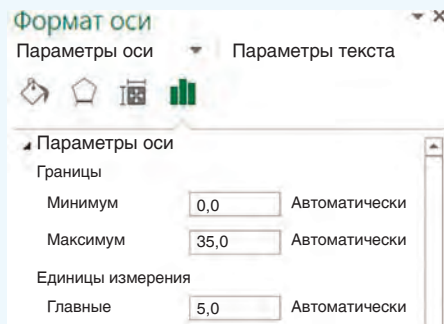 Формат оси
Параметры оси Параметры текста
Параметры оси
Границы
Минимум 0,0 Автоматически
Максимум 35,0 Автоматически
Единицы измерения
Главные 5,0 Автоматически